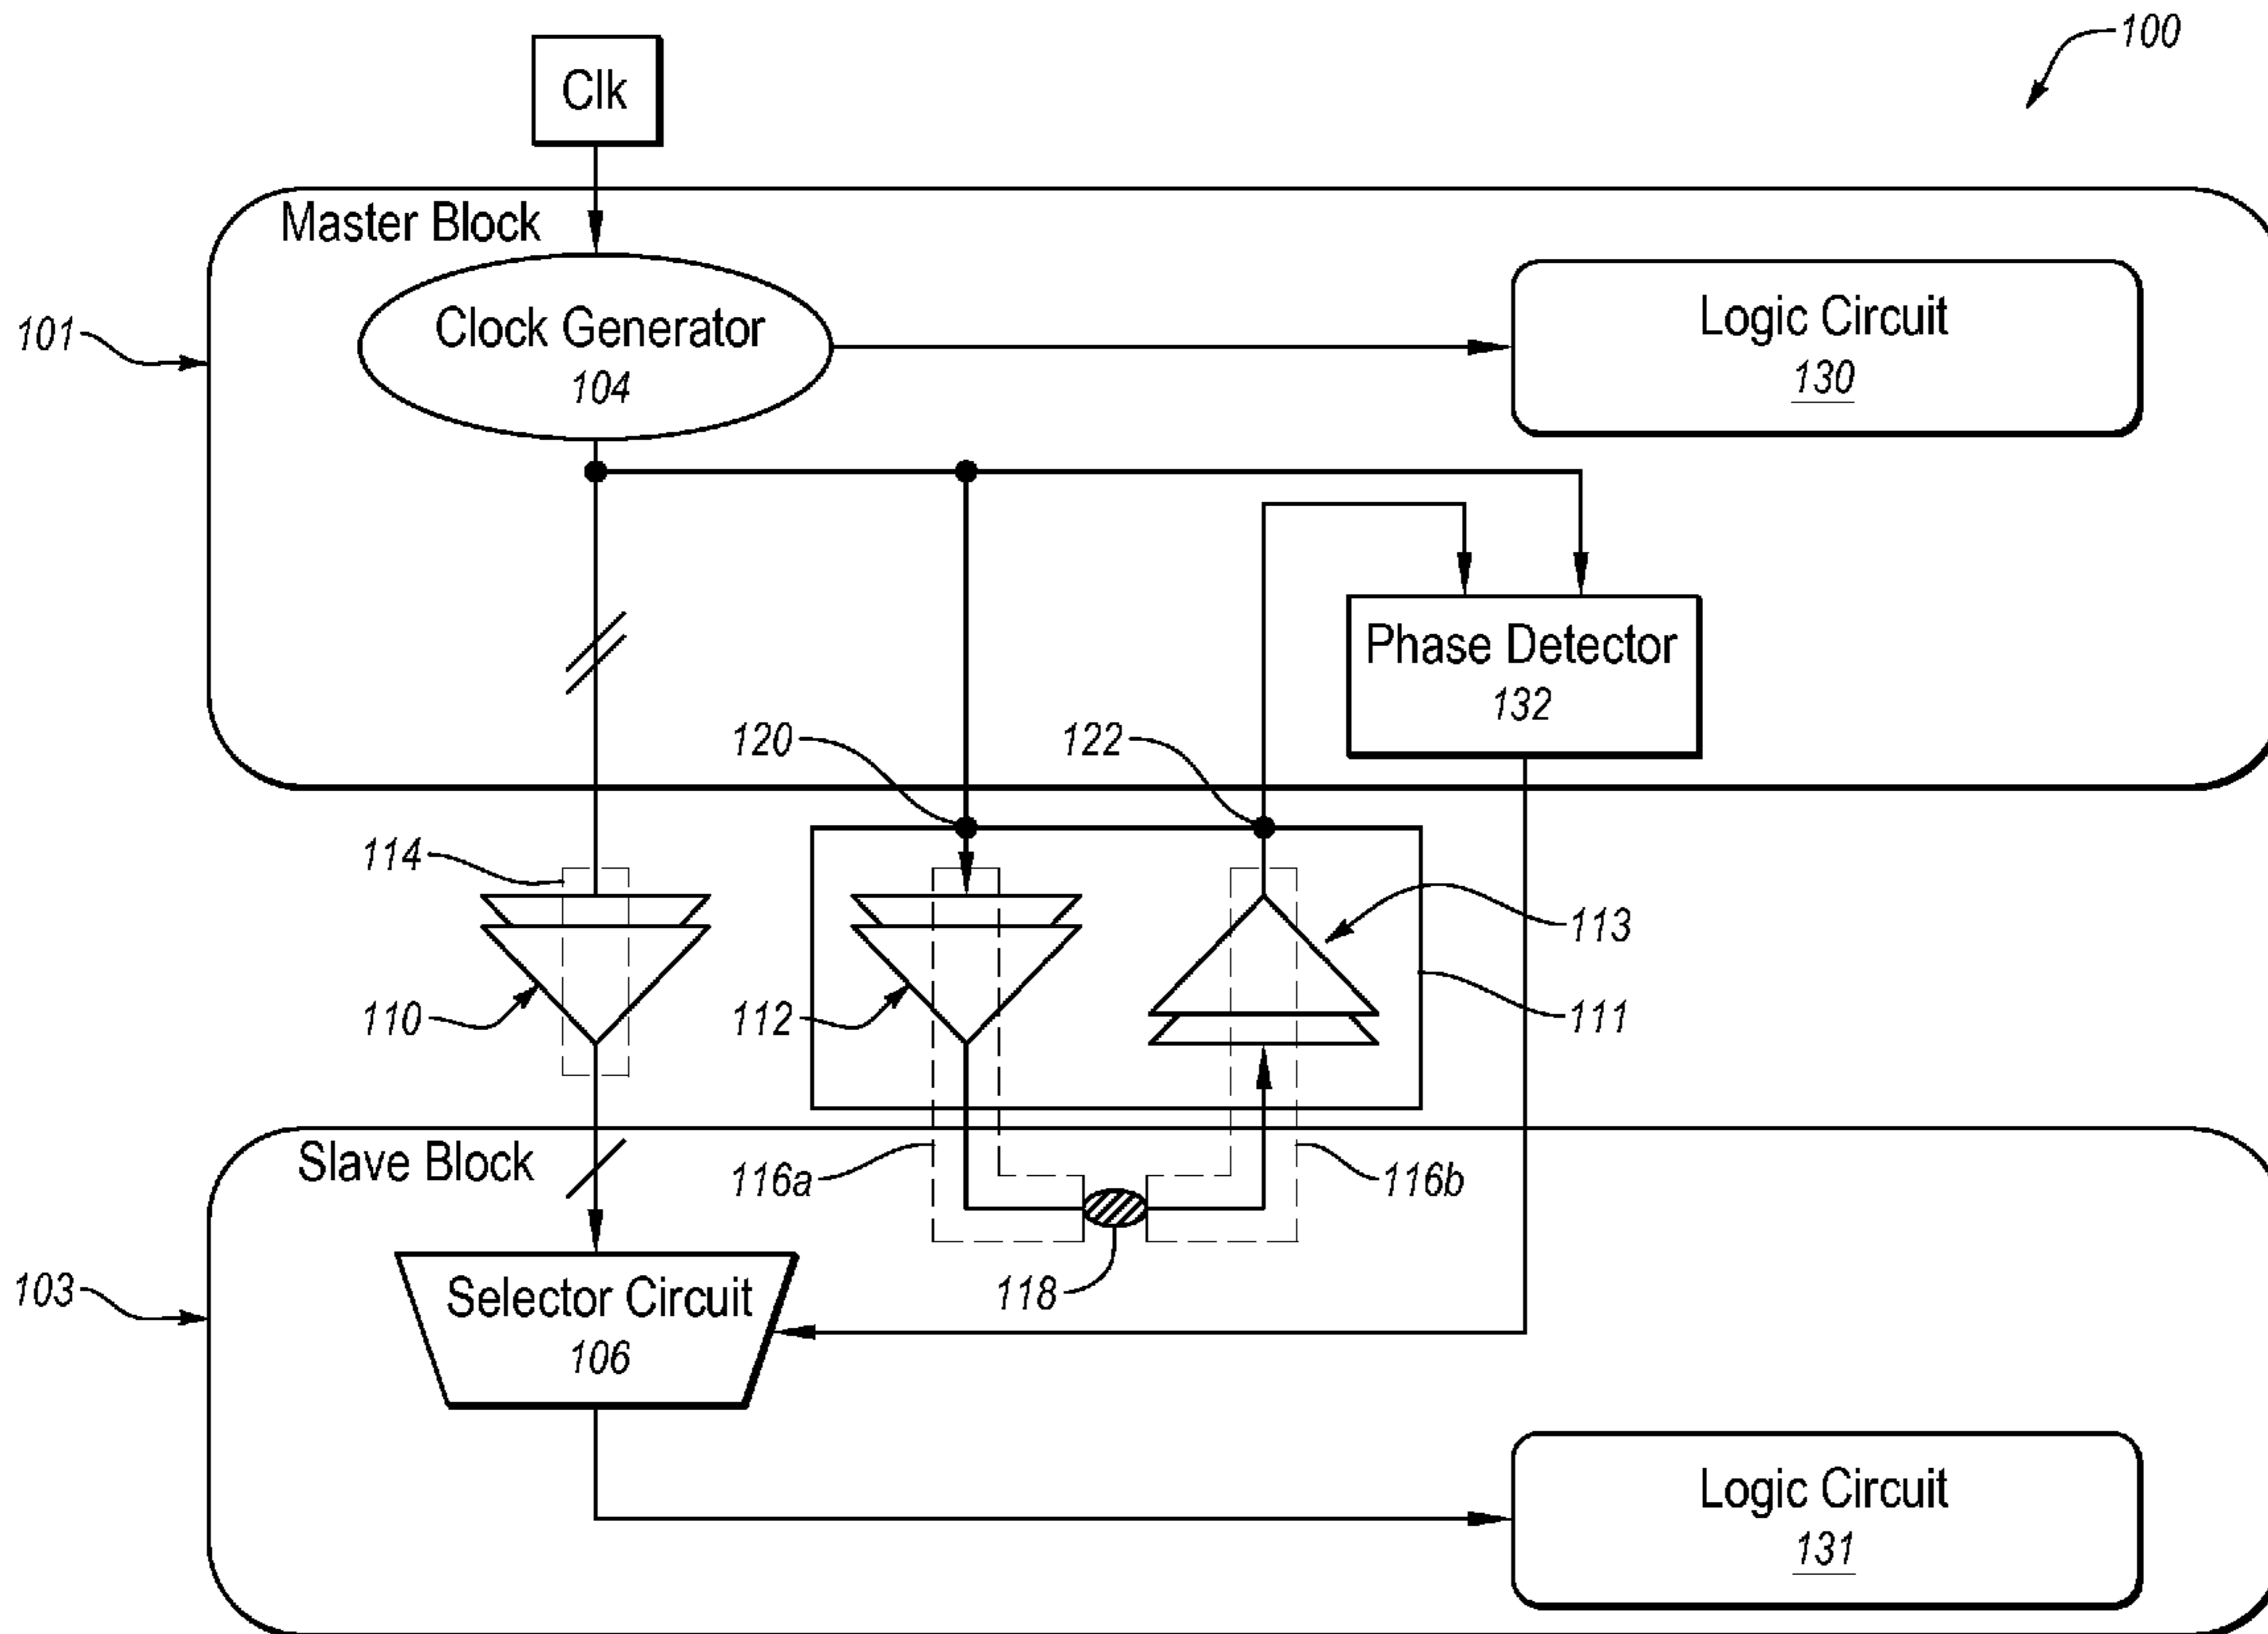 100
Clk
Master Block
101
Clock Generator
104
Logic Circuit
130
Phase Detector
132
120
122
114
113
110
112
111
Slave Block
116a
116b
118
103
Selector Circuit
106
Logic Circuit
131